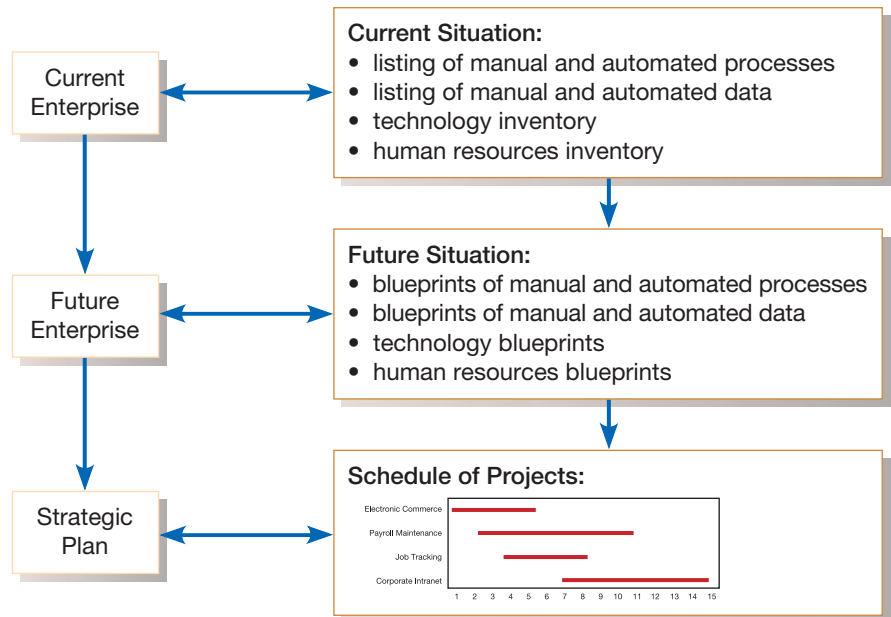 Current
Enterprise
Current Situation:
• listing of manual and automated processes
• listing of manual and automated data
• technology inventory
• human resources inventory
Future
Enterprise
Future Situation:
• blueprints of manual and automated processes
• blueprints of manual and automated data
• technology blueprints
• human resources blueprints
Strategic
Plan
Schedule of Projects:
Electronic Commerce
Payroll Maintenance
Job Tracking
Corporate Intranet
1 2 3 4 5 6 7 8 9 10 11 12 13 14 15